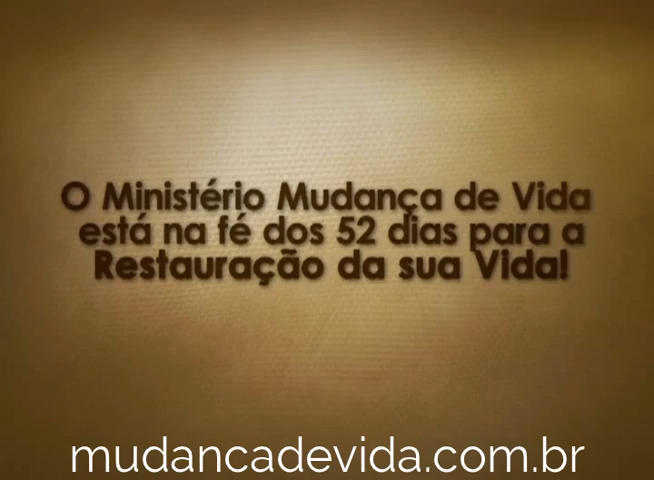 O Ministério Mudança de Vida
está na fé dos 52 dias para a
Restauração da sua Vida!
mudancadevida.com.br